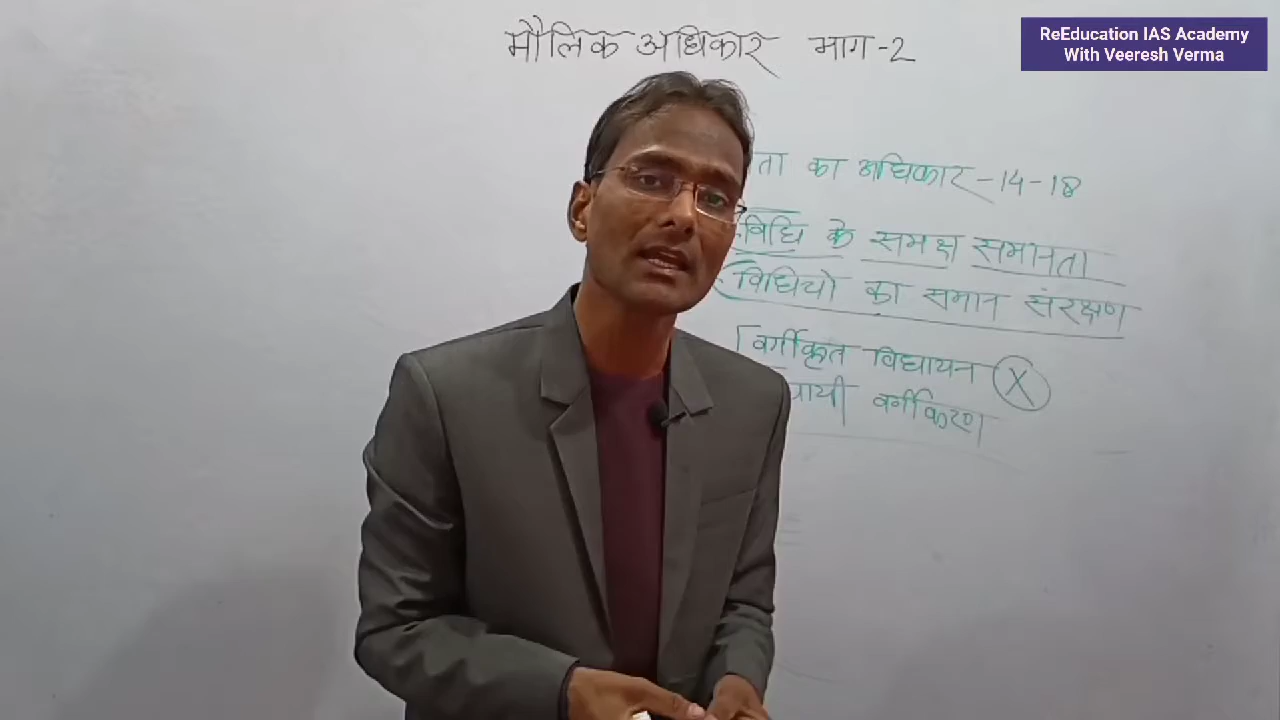 ReEducation IAS Academy
With Veeresh Verma
मौलिक अधिकार भाग-2
ता का अधिकार-14-18
विधि के समक्ष समानता
विधियो का समान संरक्षण
वर्गीकृत विधायन X
वर्गीकरण